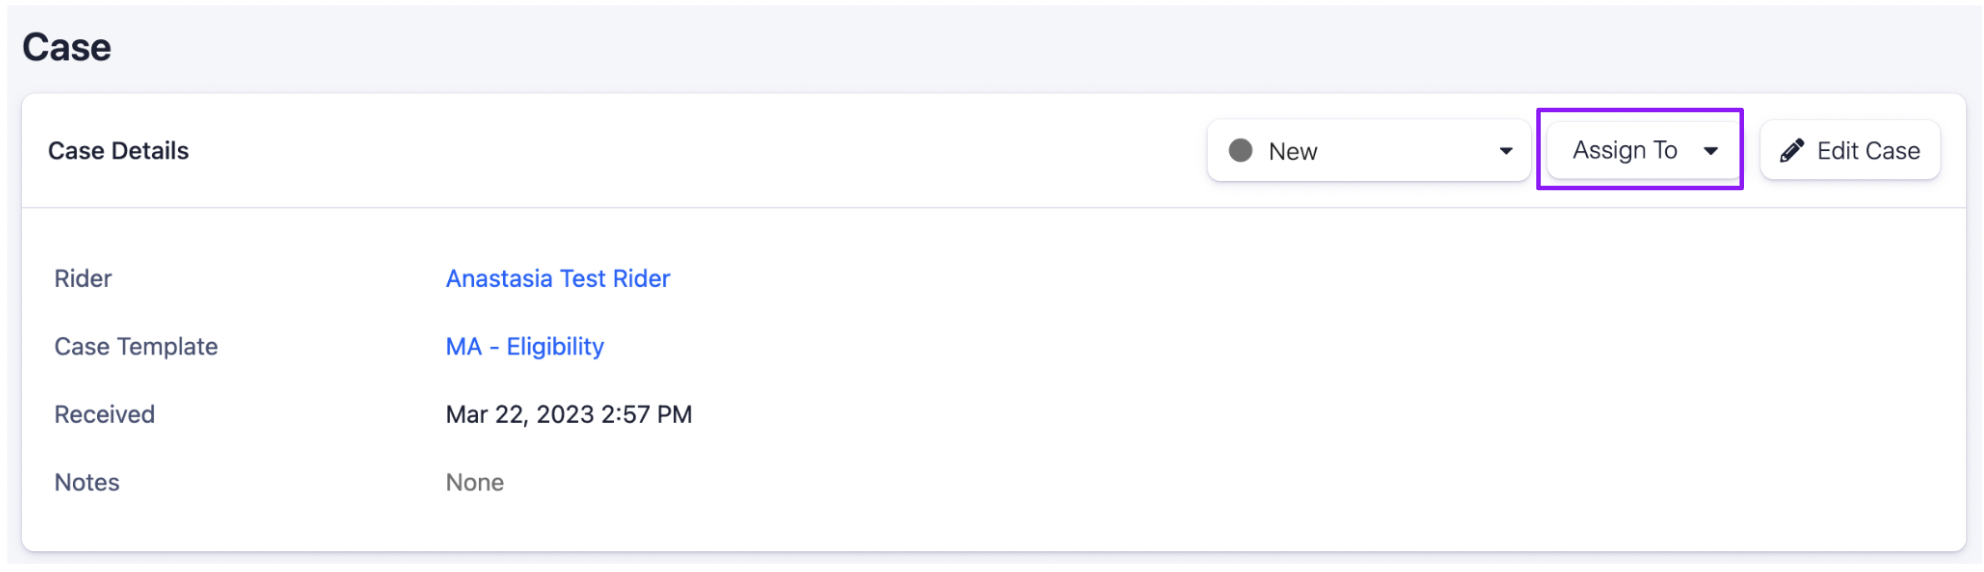 Case
Case Details
New
Assign To
Edit Case
Rider
Anastasia Test Rider
Case Template
MA - Eligibility
Received
Mar 22, 2023 2:57 PM
Notes
None